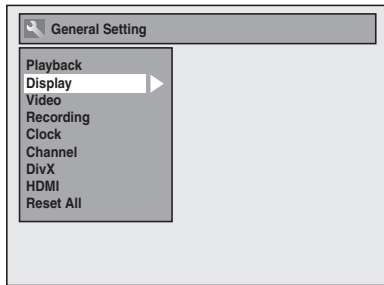 General Setting
Playback
Display
Video
Recording
Clock
Channel
DivX
HDMI
Reset All